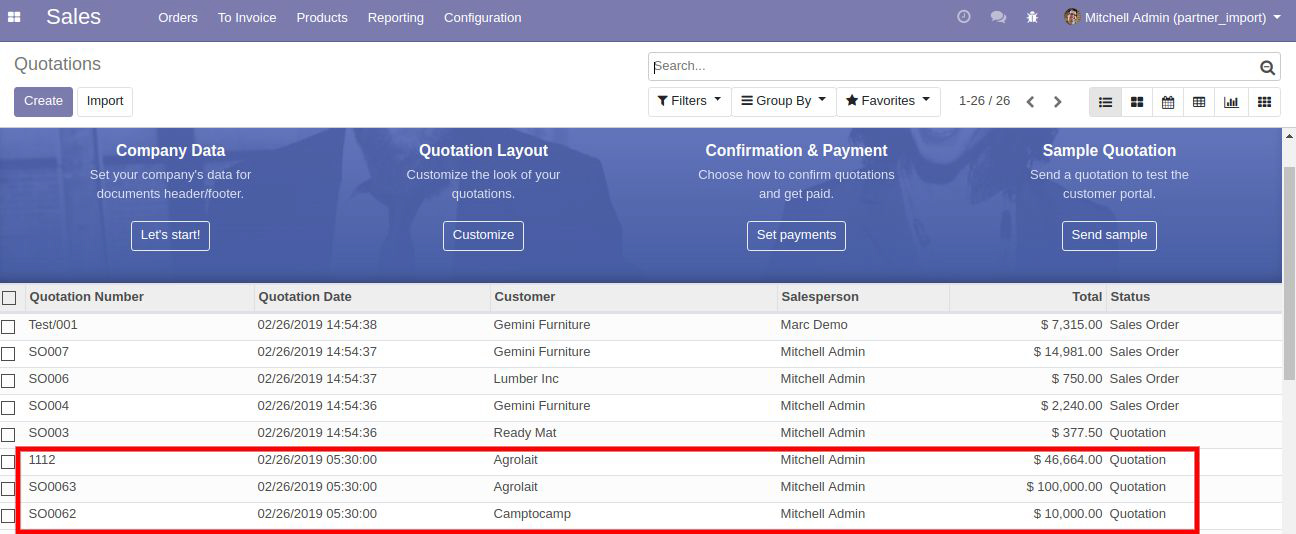 Sales Orders To Invoice Products Reporting Configuration Mitchell Admin (partner_import)
Quotations Search...
Create Import Filters Group By Favorites 1-26 / 26
Company Data Quotation Layout Confirmation & Payment Sample Quotation
Set your company's data for Customize the look of your Choose how to confirm quotations Send a quotation to test the
documents header/footer. quotations. and get paid. customer portal.
Let's start! Customize Set payments Send sample
Quotation Number Quotation Date Customer Salesperson Total Status
Test/001 02/26/2019 14:54:38 Gemini Furniture Marc Demo $ 7,315.00 Sales Order
SO007 02/26/2019 14:54:37 Gemini Furniture Mitchell Admin $ 14,981.00 Sales Order
SO006 02/26/2019 14:54:37 Lumber Inc Mitchell Admin $ 750.00 Sales Order
SO004 02/26/2019 14:54:36 Gemini Furniture Mitchell Admin $ 2,240.00 Sales Order
SO003 02/26/2019 14:54:36 Ready Mat Mitchell Admin $ 377.50 Quotation
1112 02/26/2019 05:30:00 Agrolait Mitchell Admin $ 46,664.00 Quotation
SO0063 02/26/2019 05:30:00 Agrolait Mitchell Admin $ 100,000.00 Quotation
SO0062 02/26/2019 05:30:00 Camptocamp Mitchell Admin $ 10,000.00 Quotation